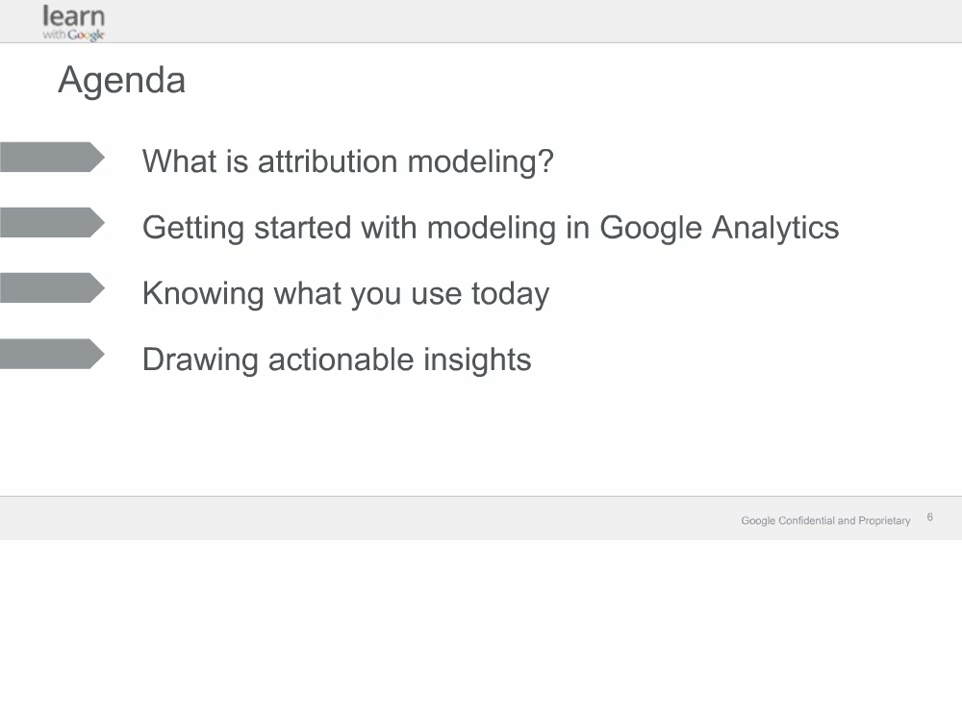 learn
with Google
Agenda
What is attribution modeling?
Getting started with modeling in Google Analytics
Knowing what you use today
Drawing actionable insights
Google Confidential and Proprietary 6